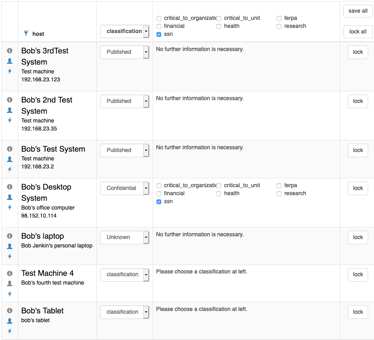 save all
critical_to_organizatio critical_to_unit ferpa
financial health research
ssn
host classification lock all
Bob's 3rdTest System
Test machine
192.168.23.123
Published
No further information is necessary.
lock
Bob's 2nd Test System
Test machine
192.168.23.35
Published
No further information is necessary.
lock
Bob's Test System
Test machine
192.168.23.2
Published
No further information is necessary.
lock
Bob's Desktop System
Bob's office computer
98.152.10.114
Confidential
critical_to_organizatio critical_to_unit ferpa
financial health research
ssn
lock
Bob's laptop
Bob Jenkin's personal laptop
Unknown
No further information is necessary.
lock
Test Machine 4
Bob's fourth test machine
classification
Please choose a classification at left.
lock
Bob's Tablet
bob's tablet
classification
Please choose a classification at left.
lock